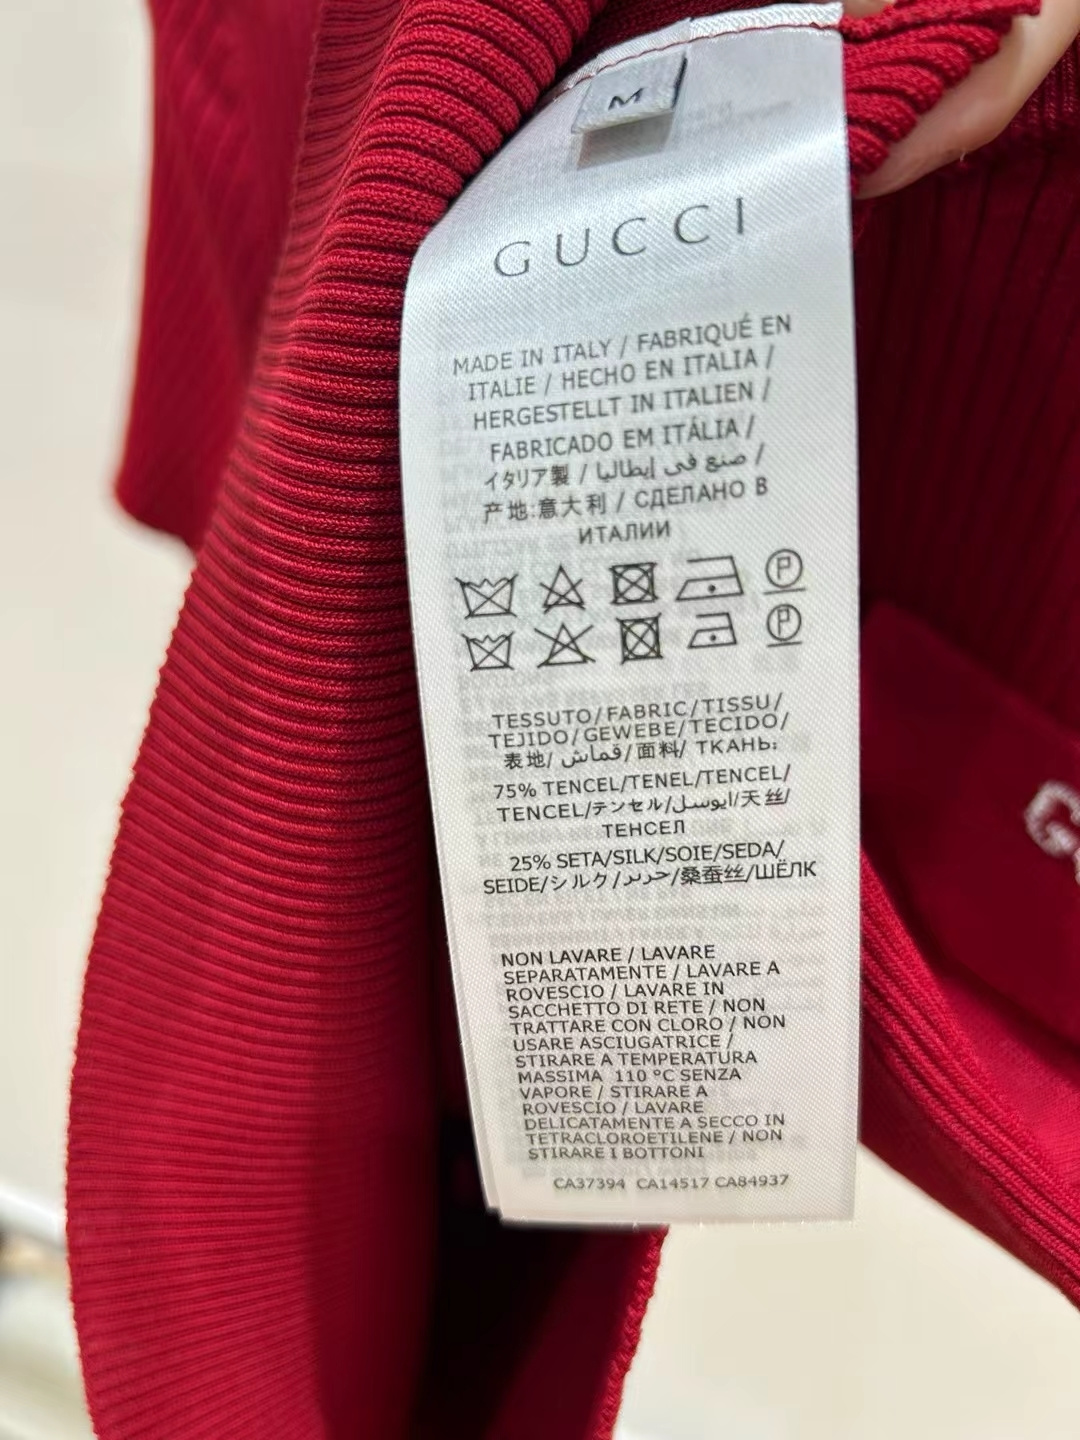 M
GUCCI
MADE IN ITALY / FABRIQUÉ EN
ITALIE / HECHO EN ITALIA /
HERGESTELLT IN ITALIEN /
FABRICADO EM ITÁLIA /
イタリア製 / صنع في إيطاليا /
产地:意大利 / СДЕЛАНО В
ИТАЛИИ
P
P
TESSUTO/FABRIC/TISSU/
TEJIDO/GEWEBE/TECIDO/
表地/ قماش/面料/ ТКАНЬ:
75% TENCEL/TENEL/TENCEL/
TENCEL/テンセル/ايوسل/天丝/
ТЕНСЕЛ
25% SETA/SILK/SOIE/SEDA/
SEIDE/シルク/حرير/桑蚕丝/ШЁЛК
NON LAVARE / LAVARE
SEPARATAMENTE / LAVARE A
ROVESCIO / LAVARE IN
SACCHETTO DI RETE / NON
TRATTARE CON CLORO / NON
USARE ASCIUGATRICE /
STIRARE A TEMPERATURA
MASSIMA 110 °C SENZA
VAPORE / STIRARE A
ROVESCIO / LAVARE
DELICATAMENTE A SECCO IN
TETRACLOROETILENE / NON
STIRARE I BOTTONI
CA37394 CA14517 CA84937